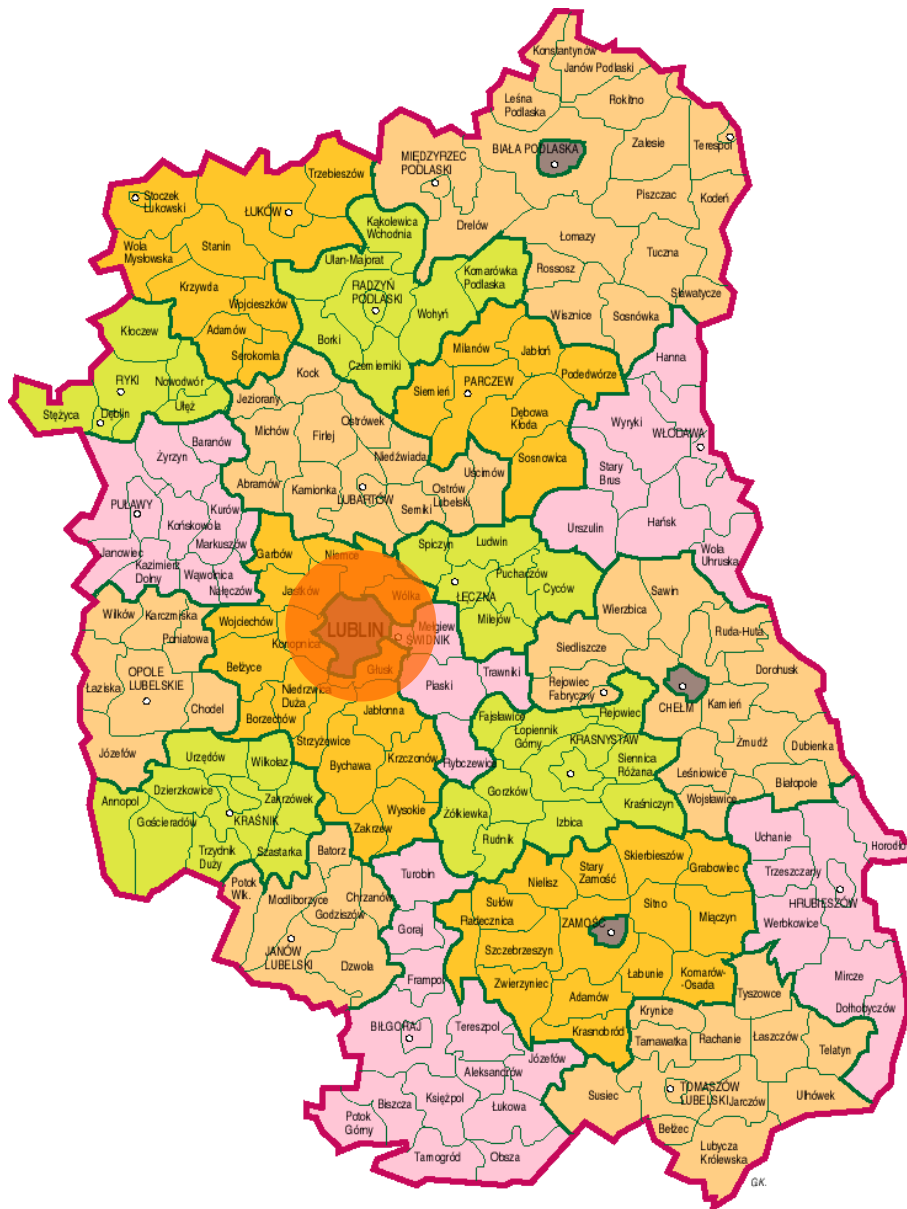 Konstantynów
Janów Podlaski
Leśna
Podlaska
Rokitno
BIAŁA PODLASKA
Zalesie
Terespol
MIĘDZYRZEC
PODLASKI
Trzebieszów
Piszczac
Kodeń
Stoczek
Łukowski
ŁUKÓW
Kąkolewica
Wchodnia
Drelów
Łomazy
Wola
Mysłowska
Stanin
Ulan-Majorat
Komarówka
Podlaska
Rossosz
Tuczna
Krzywda
Wojcieszków
RADZYŃ
PODLASKI
Wohyń
Sławatycze
Wisznice
Sosnówka
Kłoczew
Adamów
Serokomla
Borki
Czemierniki
Milanów
Jabłoń
Hanna
RYKI
Nowodwór
Ułęż
Kock
Siemień
PARCZEW
Podedwórze
Stężyca
Dęblin
Jeziorany
Michów
Firlej
Ostrówek
Dębowa
Kłoda
Wyryki
WŁODAWA
Baranów
Żyrzyn
Niedźwiada
Sosnowica
Stary
Brus
Abramów
Kamionka
LUBARTÓW
Uścimów
Ostrów
Lubelski
Serniki
PUŁAWY
Kurów
Końskowola
Markuszów
Urszulin
Hańsk
Janowiec
Kazimierz
Dolny
Wąwolnica
Nałęczów
Garbów
Niemce
Spiczyn
Ludwin
Wola
Uhruska
Jastków
Wólka
ŁĘCZKA
Puchaczów
Cyców
Sawin
Wierzbica
Wilków
Karczmiska
Poniatowa
Wojciechów
LUBLIN
Mełgiew
ŚWIDNIK
Milejów
Ruda-Huta
Konopnica
Siedliszcze
OPOLE
LUBELSKIE
Bełżyce
Głusk
Trawniki
Dorohusk
Łaziska
Chodel
Niedrzwica
Duża
Piaski
Rejowiec
Fabryczny
CHEŁM
Kamień
Borzechów
Jabłonna
Fajsławice
Rejowiec
Józefów
Strzyżewice
Łopiennik
Górny
KRASNYSTAW
Żmudź
Dubienka
Urzędów
Wikołaz
Bychawa
Krzczonów
Rybczewice
Siennica
Różana
Leśniowice
Białopole
Annopol
Dzierzkowice
Zakrzówek
Gorzków
Kraśniczyn
Wojsławice
Gościeradów
KRAŚNIK
Wysokie
Żółkiewka
Izbica
Zakrzew
Rudnik
Uchanie
Horodło
Trzydnik
Duży
Szastarka
Batorz
Turobin
Skierbieszów
Stary
Zamość
Grabowec
Trzeszczany
Potok
Wlk.
Modliborzyce
Chrzanów
Godziszów
Nielisz
Sułów
Sitno
HRUBIESZÓW
Radecznica
Miączyn
Werbkowice
Goraj
ZAMOŚĆ
JANÓW
LUBELSKI
Dzwola
Szczebrzeszyn
Frampol
Zwierzyniec
Łabunie
Komarów-
-Osada
Mircze
Adamów
Tyszowce
Dołhobyczów
BIŁGORAJ
Tereszpol
Krasnobród
Krynice
Tarnawatka
Rachanie
Łaszczów
Telatyn
Józefów
Aleksandrów
TOMASZÓW
LUBELSKI
Jarczów
Ulhówek
Susiec
Biszcza
Księżpol
Łukowa
Potok
Górny
Bełżec
Lubycza
Królewska
Tarnogród
Obsza
GK.